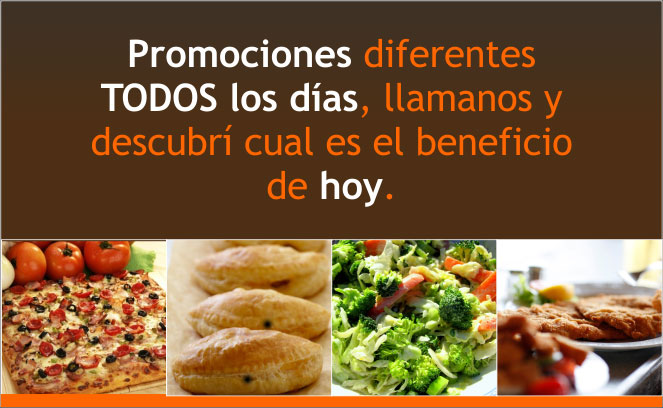 Promociones diferentes
TODOS los días, llamanos y
descubrí cual es el beneficio
de hoy.